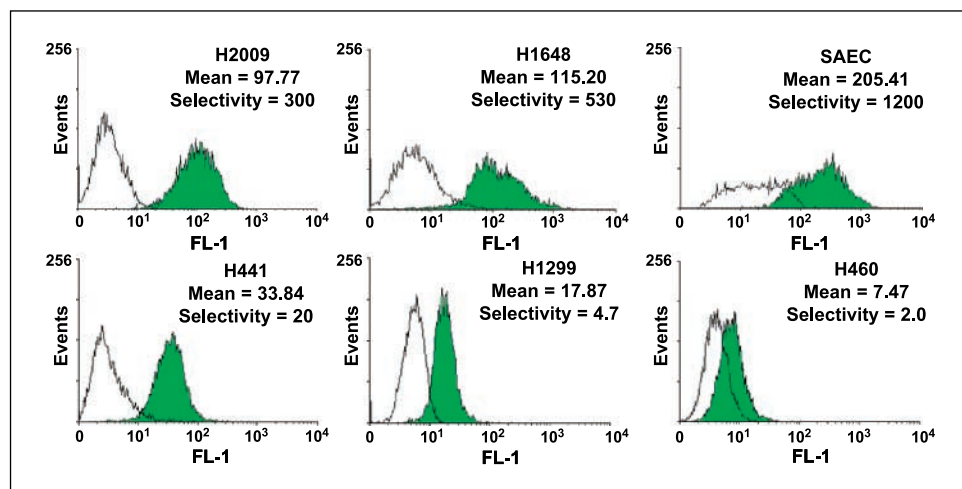 256
H2009
Mean = 97.77
Selectivity = 300
Events
0 10¹ 10² 10³ 10⁴
FL-1
256
H1648
Mean = 115.20
Selectivity = 530
Events
0 10¹ 10² 10³ 10⁴
FL-1
256
SAEC
Mean = 205.41
Selectivity = 1200
Events
0 10¹ 10² 10³ 10⁴
FL-1
256
H441
Mean = 33.84
Selectivity = 20
Events
0 10¹ 10² 10³ 10⁴
FL-1
256
H1299
Mean = 17.87
Selectivity = 4.7
Events
0 10¹ 10² 10³ 10⁴
FL-1
256
H460
Mean = 7.47
Selectivity = 2.0
Events
0 10¹ 10² 10³ 10⁴
FL-1